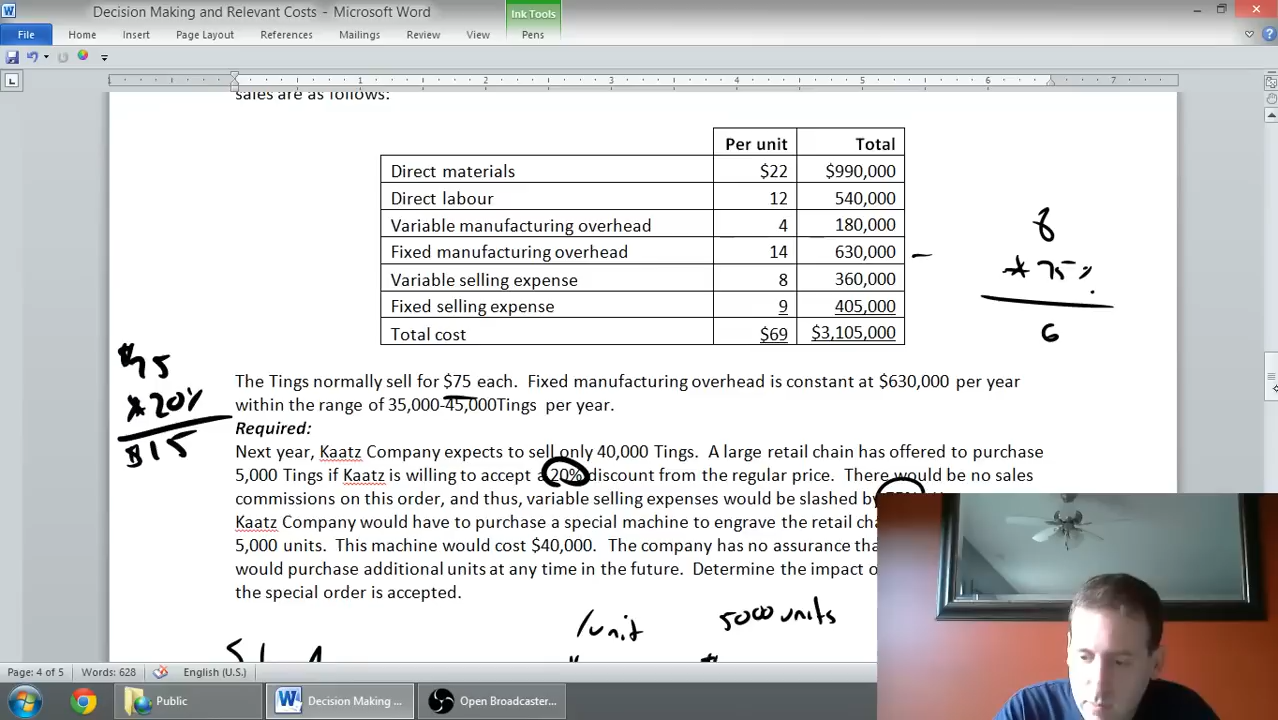 Decision Making and Relevant Costs - Microsoft Word
Ink Tools
File Home Insert Page Layout References Mailings Review View Pens
1 2 3 4 5 6 7
sales are as follows:
Per unit Total
Direct materials $22 $990,000
Direct labour 12 540,000
Variable manufacturing overhead 4 180,000
Fixed manufacturing overhead 14 630,000 -
Variable selling expense 8 360,000
Fixed selling expense 9 405,000
Total cost $69 $3,105,000
8
* 75%
6
$75
* 20%
$15
The Tings normally sell for $75 each. Fixed manufacturing overhead is constant at $630,000 per year
within the range of 35,000-45,000Tings per year.
Required:
Next year, Kaatz Company expects to sell only 40,000 Tings. A large retail chain has offered to purchase
5,000 Tings if Kaatz is willing to accept a 20% discount from the regular price. There would be no sales
commissions on this order, and thus, variable selling expenses would be slashed by
Kaatz Company would have to purchase a special machine to engrave the retail
5,000 units. This machine would cost $40,000. The company has no assurance
would purchase additional units at any time in the future. Determine the impact
the special order is accepted.
/unit 5000 units
Page: 4 of 5 Words: 628 English (U.S.)
Public Decision Making ... Open Broadcaster...